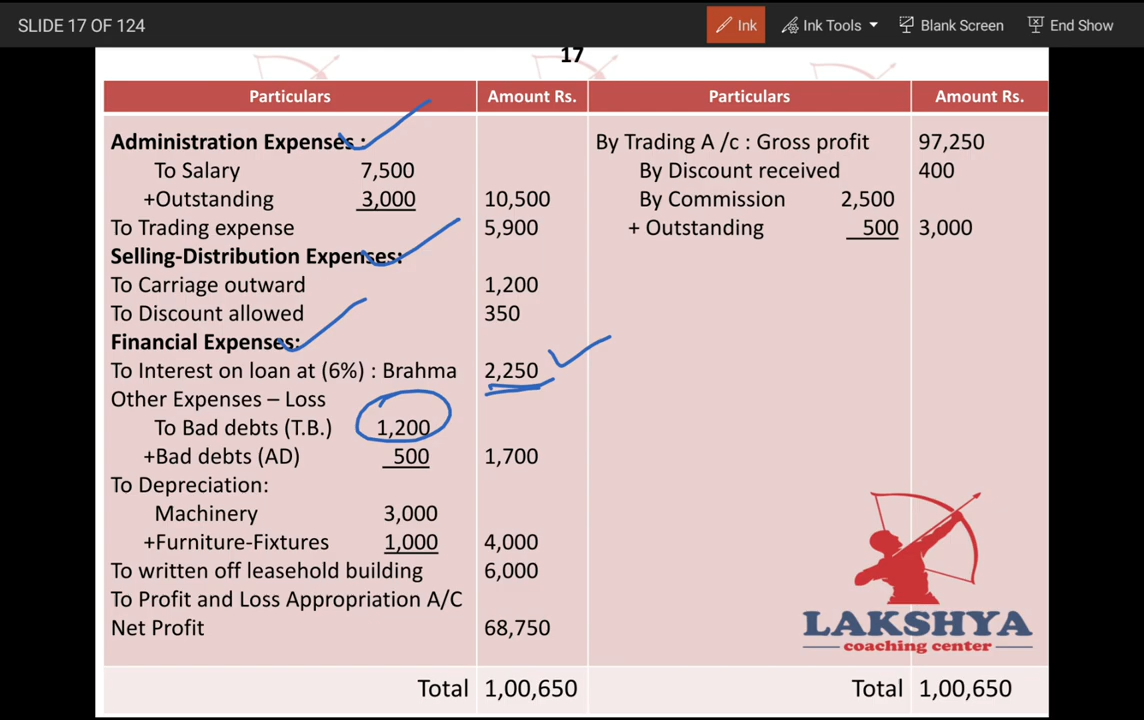 SLIDE 17 OF 124
Ink
Ink Tools
Blank Screen
End Show
17
Particulars Amount Rs. Particulars Amount Rs.
Administration Expenses : By Trading A /c : Gross profit 97,250
To Salary 7,500 By Discount received 400
+Outstanding 3,000 10,500 By Commission 2,500
To Trading expense 5,900 + Outstanding 500 3,000
Selling-Distribution Expenses:
To Carriage outward 1,200
To Discount allowed 350
Financial Expenses:
To Interest on loan at (6%) : Brahma 2,250
Other Expenses – Loss
To Bad debts (T.B.) 1,200
+Bad debts (AD) 500 1,700
To Depreciation:
Machinery 3,000
+Furniture-Fixtures 1,000 4,000
To written off leasehold building 6,000
To Profit and Loss Appropriation A/C
Net Profit 68,750
LAKSHYA
coaching center
Total 1,00,650 Total 1,00,650